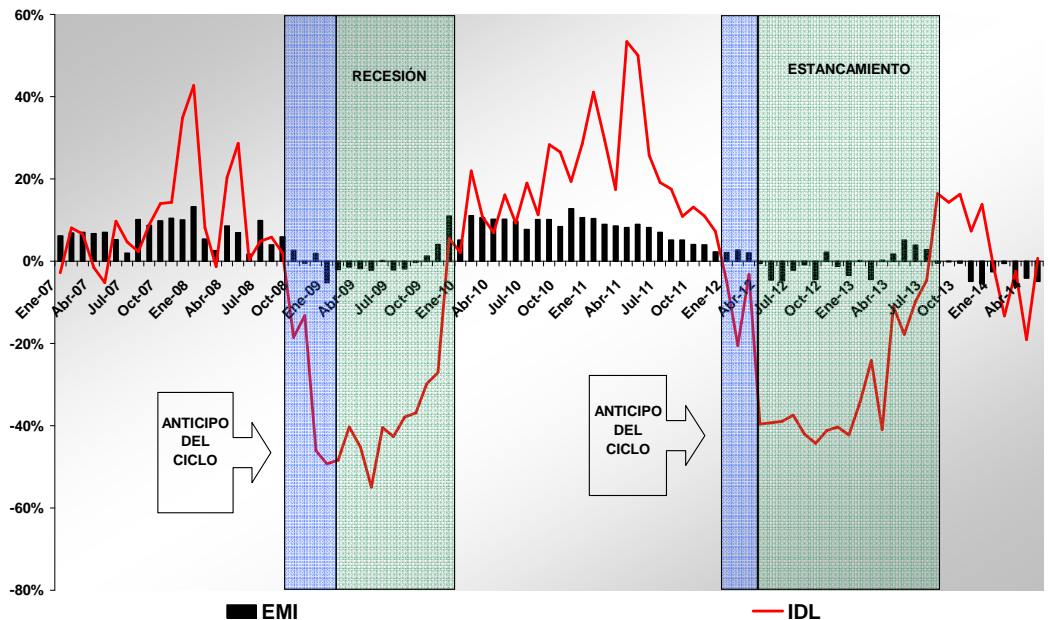 60%
40%
20%
0%
-20%
-40%
-60%
-80%
RECESIÓN
ESTANCAMIENTO
Ene-07
Abr-07
Jul-07
Oct-07
Ene-08
Abr-08
Jul-08
Oct-08
Ene-09
Abr-09
Jul-09
Oct-09
Ene-10
Abr-10
Jul-10
Oct-10
Ene-11
Abr-11
Jul-11
Oct-11
Ene-12
Abr-12
Jul-12
Oct-12
Ene-13
Abr-13
Jul-13
Oct-13
Ene-14
Abr-14
ANTICIPO
DEL
CICLO
ANTICIPO
DEL
CICLO
EMI
IDL